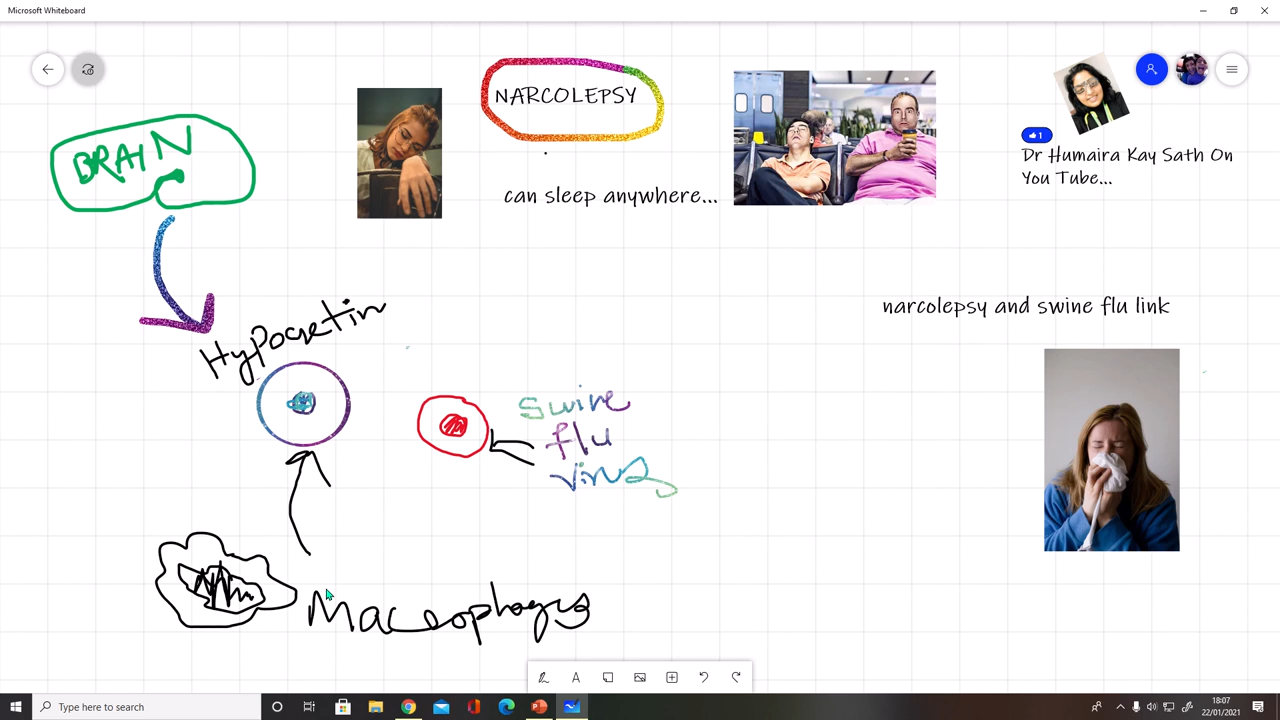 Microsoft Whiteboard
NARCOLEPSY
BRAIN
1
Dr Humaira Kay Sath On
You Tube...
can sleep anywhere...
narcolepsy and swine flu link
Hypocretin
swine
flu
virus
Macrophages
Type here to search
18:07
22/01/2021